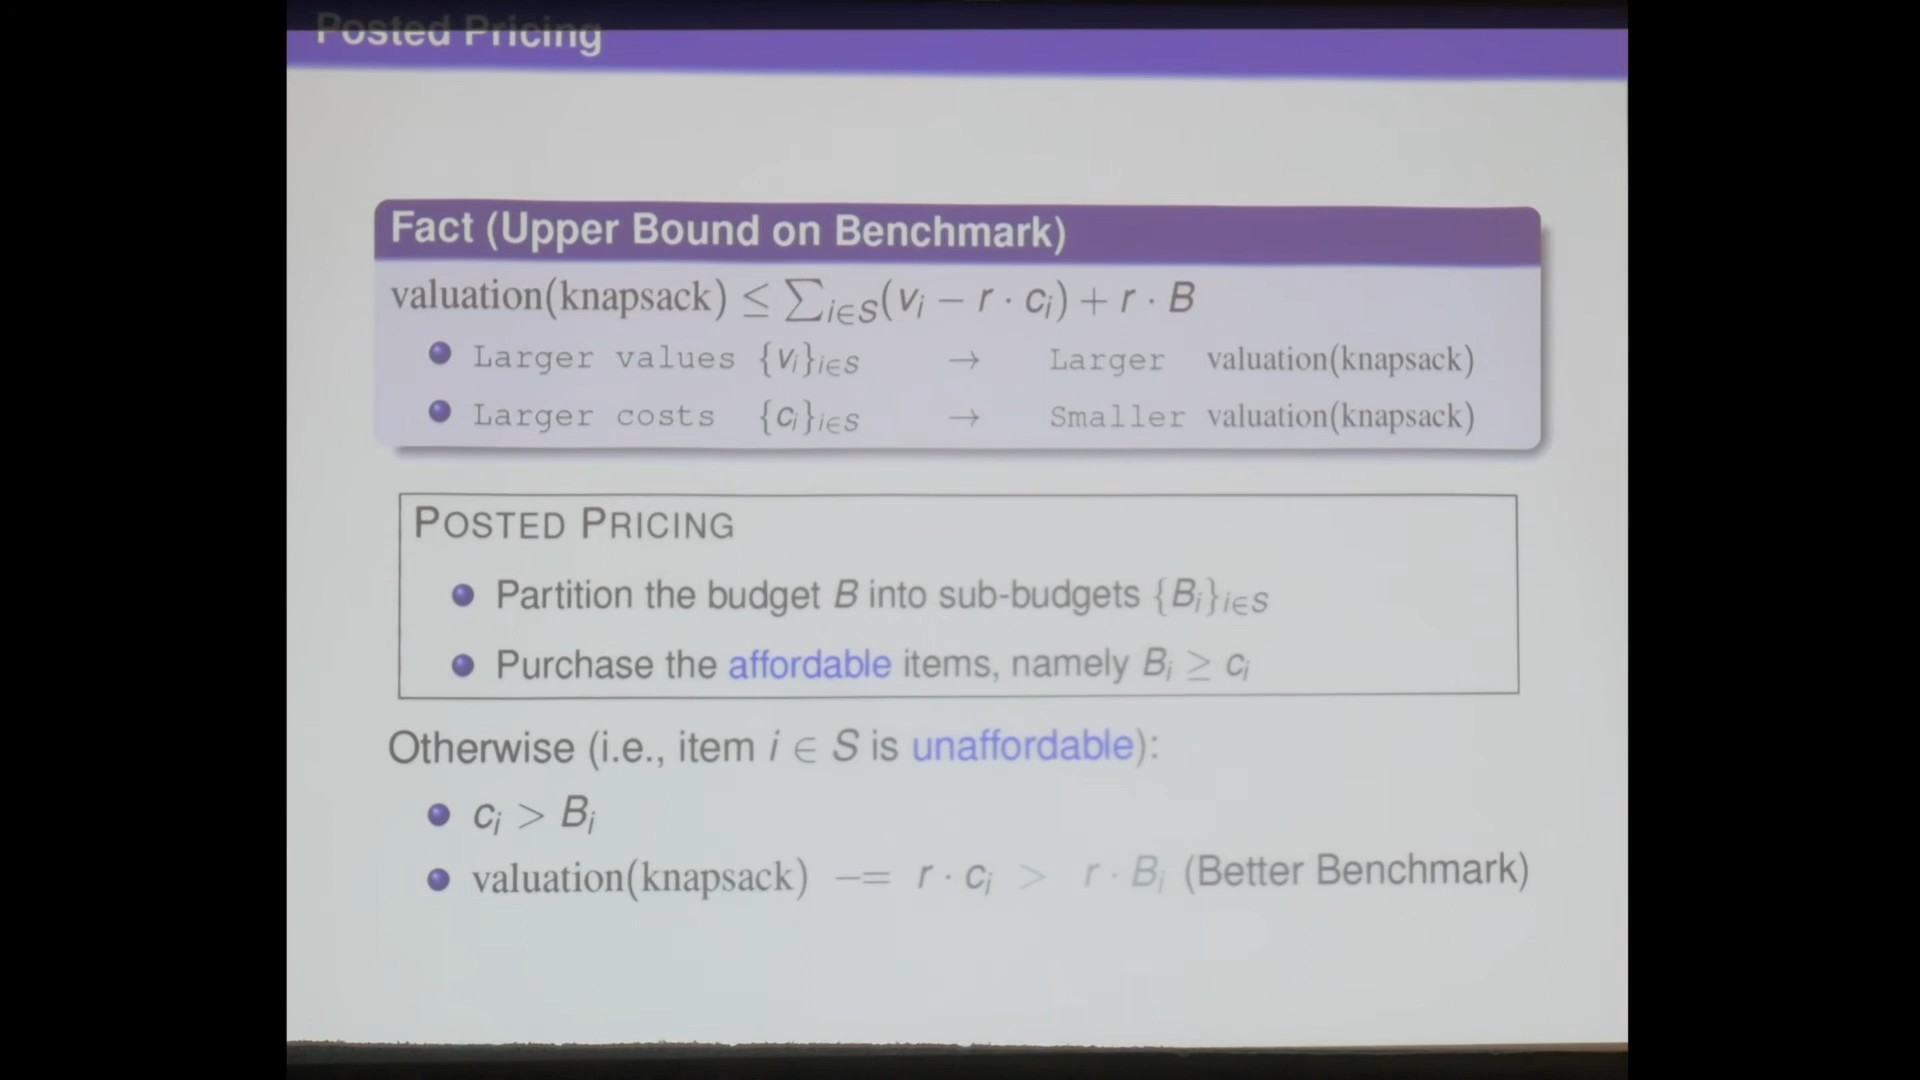 Posted Pricing
Fact (Upper Bound on Benchmark)
valuation(knapsack) ≤ ∑i∈S(vi − r · ci) + r · B
Larger values {vi}i∈S → Larger valuation(knapsack)
Larger costs {ci}i∈S → Smaller valuation(knapsack)
POSTED PRICING
Partition the budget B into sub-budgets {Bi}i∈S
Purchase the affordable items, namely Bi ≥ ci
Otherwise (i.e., item i ∈ S is unaffordable):
ci > Bi
valuation(knapsack) −= r · ci > r · Bi (Better Benchmark)